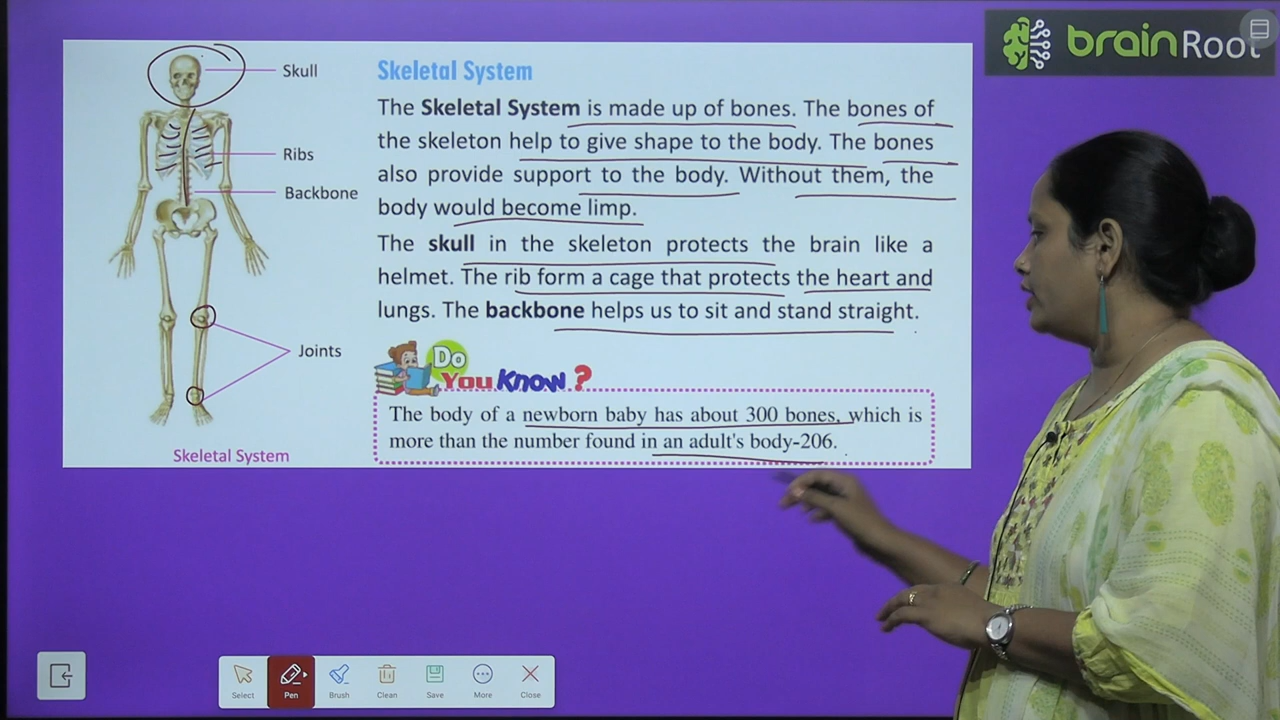 brainRoot
Skull
Ribs
Backbone
Joints
Skeletal System
Skeletal System
The Skeletal System is made up of bones. The bones of
the skeleton help to give shape to the body. The bones
also provide support to the body. Without them, the
body would become limp.
The skull in the skeleton protects the brain like a
helmet. The rib form a cage that protects the heart and
lungs. The backbone helps us to sit and stand straight.
Do
You Know ?
The body of a newborn baby has about 300 bones, which is
more than the number found in an adult's body-206.
Select
Pen
Brush
Clean
Save
More
Close